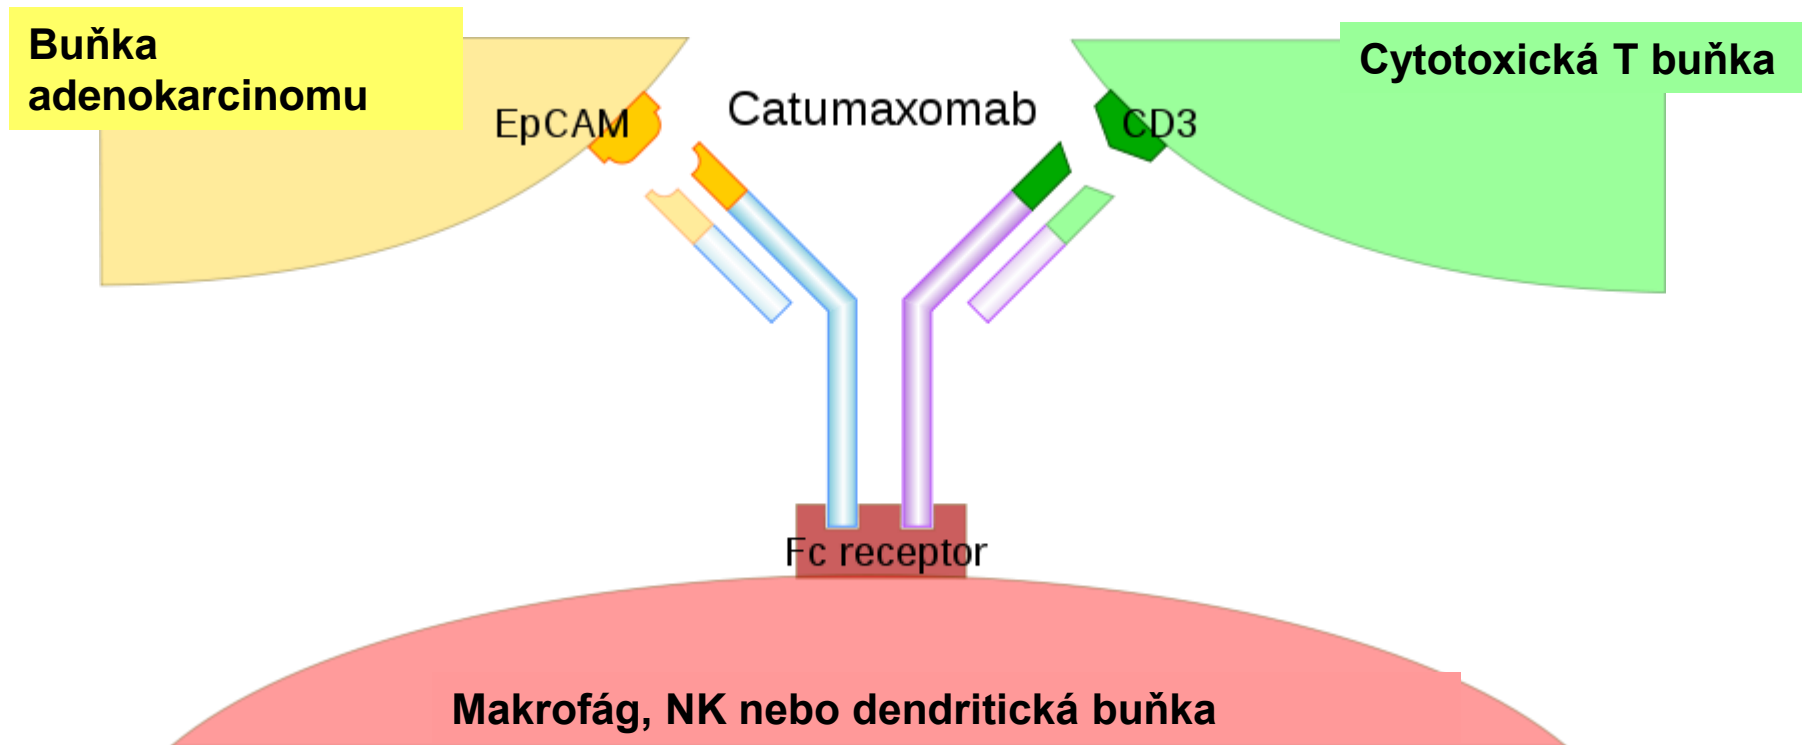 Buňka
adenokarcinomu
Cytotoxická T buňka
EpCAM
Catumaxomab
CD3
Fc receptor
Makrofág, NK nebo dendritická buňka